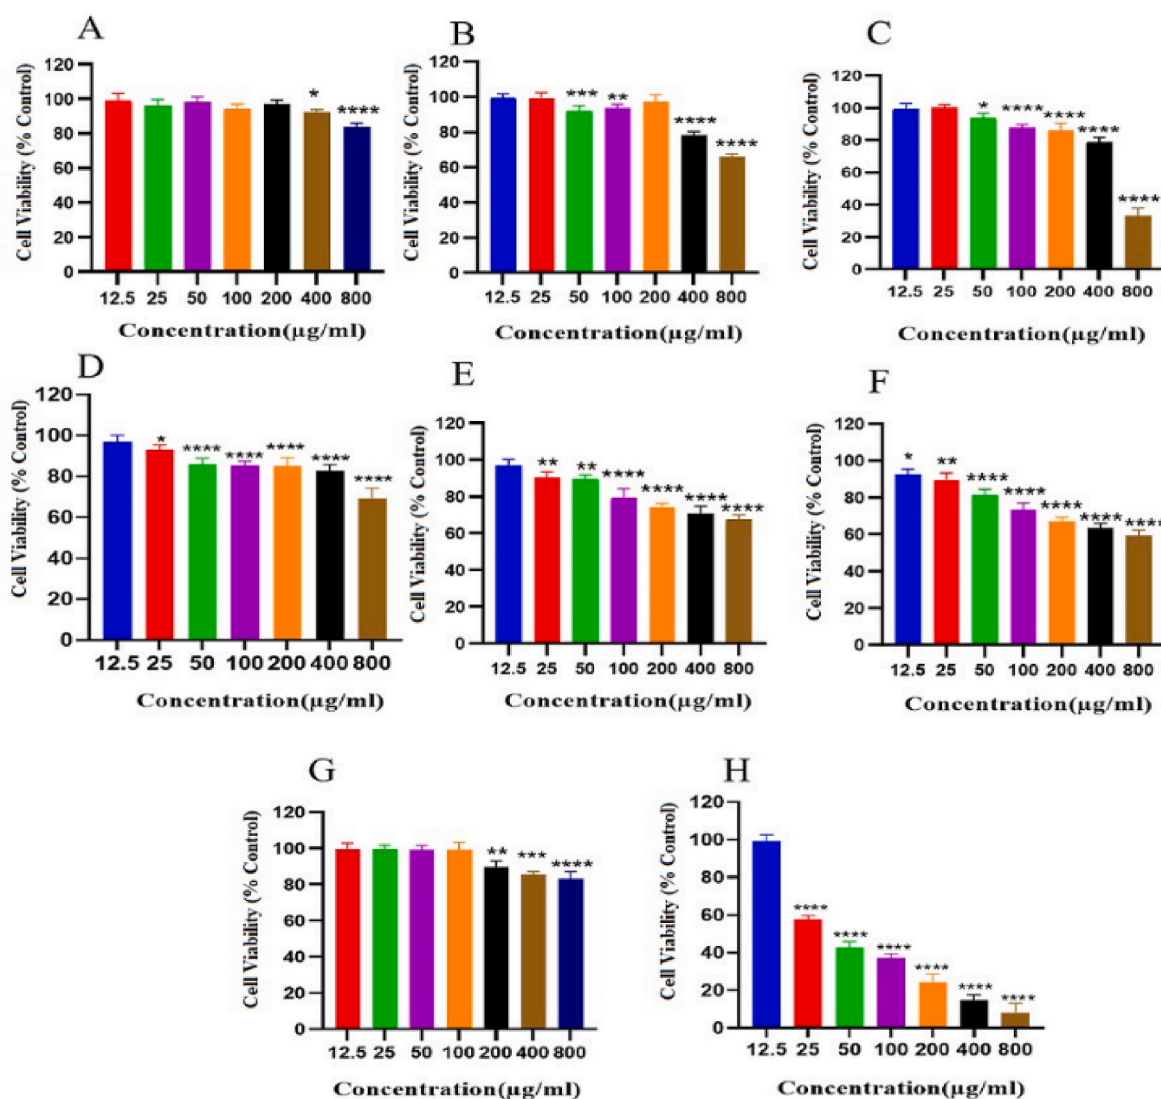 A
Cell Viability (% Control)
120
100
80
60
40
20
0
*
****
12.5 25 50 100 200 400 800
Concentration(µg/ml)
B
Cell Viability (% Control)
120
100
80
60
40
20
0
***
**
****
****
12.5 25 50 100 200 400 800
Concentration(µg/ml)
C
Cell Viability (% Control)
120
100
80
60
40
20
0
*
****
****
****
****
12.5 25 50 100 200 400 800
Concentration(µg/ml)
D
Cell Viability (% Control)
120
100
80
60
40
20
0
*
****
****
****
****
****
12.5 25 50 100 200 400 800
Concentration(µg/ml)
E
Cell Viability (% Control)
120
100
80
60
40
20
0
**
**
****
****
****
****
12.5 25 50 100 200 400 800
Concentration(µg/ml)
F
Cell Viability (% Control)
120
100
80
60
40
20
0
*
**
****
****
****
****
****
12.5 25 50 100 200 400 800
Concentration(µg/ml)
G
Cell Viability (% Control)
120
100
80
60
40
20
0
**
***
****
12.5 25 50 100 200 400 800
Concentration(µg/ml)
H
Cell Viability (% Control)
120
100
80
60
40
20
0
****
****
****
****
****
****
12.5 25 50 100 200 400 800
Concentration(µg/ml)